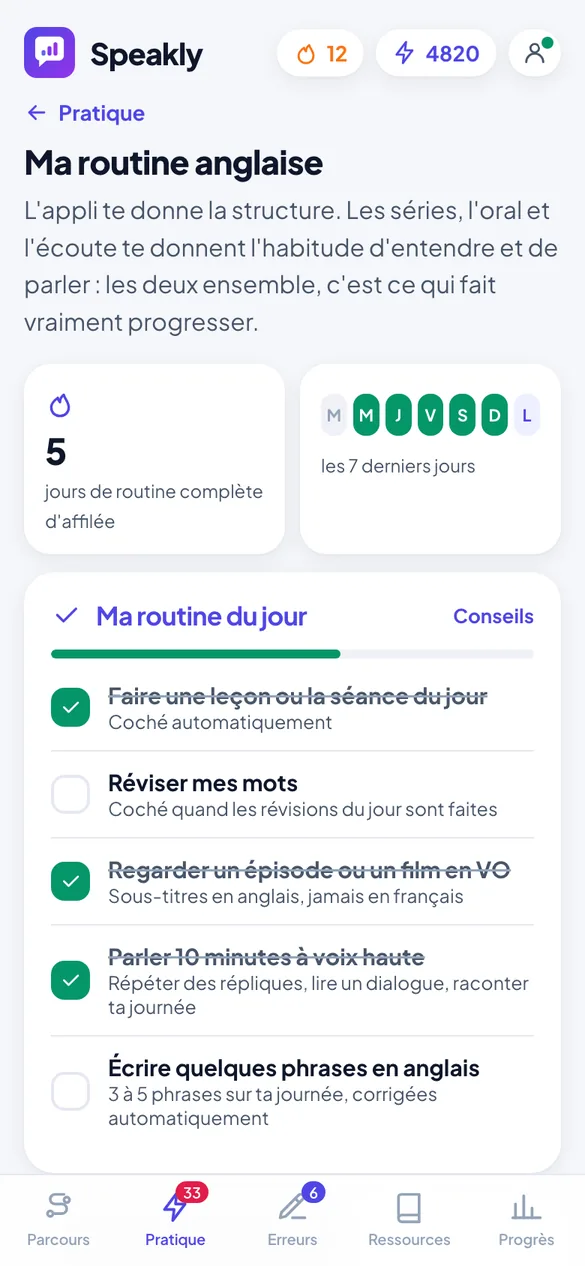 Speakly
12
4820
Pratique
Ma routine anglaise
L'appli te donne la structure. Les séries, l'oral et
l'écoute te donnent l'habitude d'entendre et de
parler : les deux ensemble, c'est ce qui fait
vraiment progresser.
5
jours de routine complète
d'affilée
M M J V S D L
les 7 derniers jours
Ma routine du jour
Conseils
Faire une leçon ou la séance du jour
Coché automatiquement
Réviser mes mots
Coché quand les révisions du jour sont faites
Regarder un épisode ou un film en VO
Sous-titres en anglais, jamais en français
Parler 10 minutes à voix haute
Répéter des répliques, lire un dialogue, raconter
ta journée
Écrire quelques phrases en anglais
3 à 5 phrases sur ta journée, corrigées
automatiquement
33
6
Parcours
Pratique
Erreurs
Ressources
Progrès